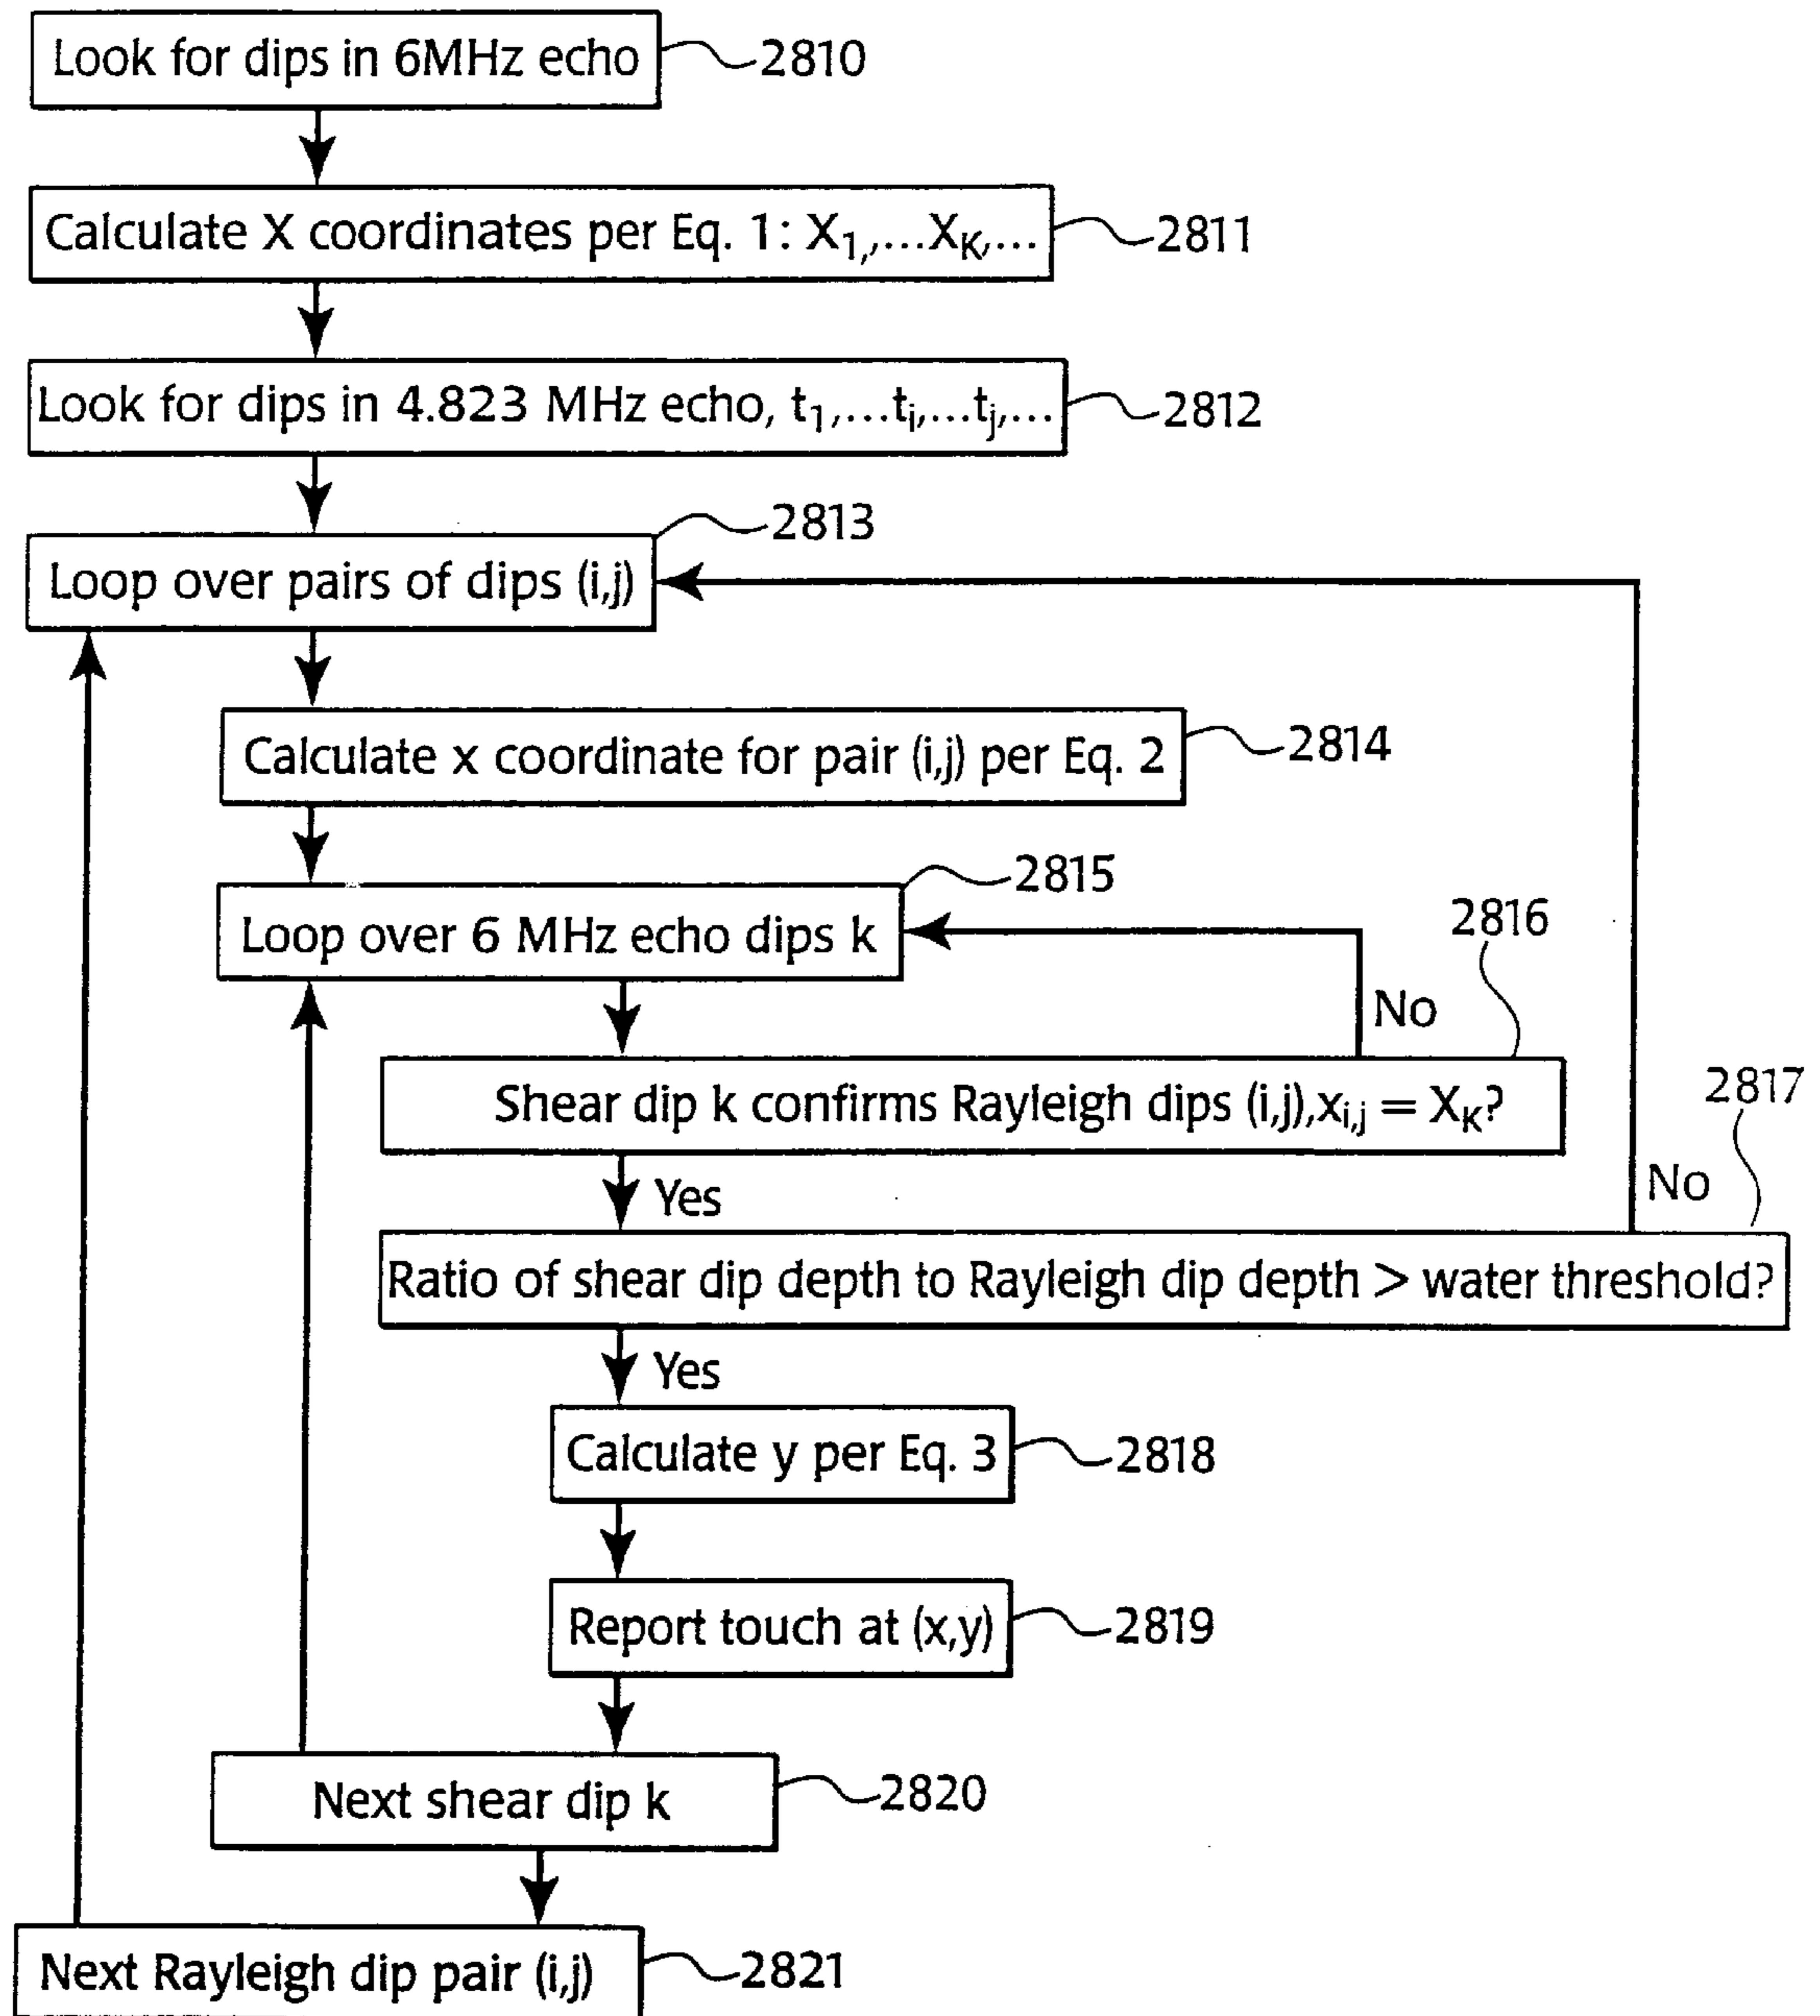 Look for dips in 6MHz echo
2810
Calculate X coordinates per Eq. 1: X1,,...XK,...
2811
Look for dips in 4.823 MHz echo, t1,...ti,...tj,...
2812
2813
Loop over pairs of dips (i,j)
Calculate x coordinate for pair (i,j) per Eq. 2
2814
2815
Loop over 6 MHz echo dips k
2816
No
Shear dip k confirms Rayleigh dips (i,j),xi,j = XK?
2817
Yes
No
Ratio of shear dip depth to Rayleigh dip depth > water threshold?
Yes
Calculate y per Eq. 3
2818
Report touch at (x,y)
2819
Next shear dip k
2820
Next Rayleigh dip pair (i,j)
2821